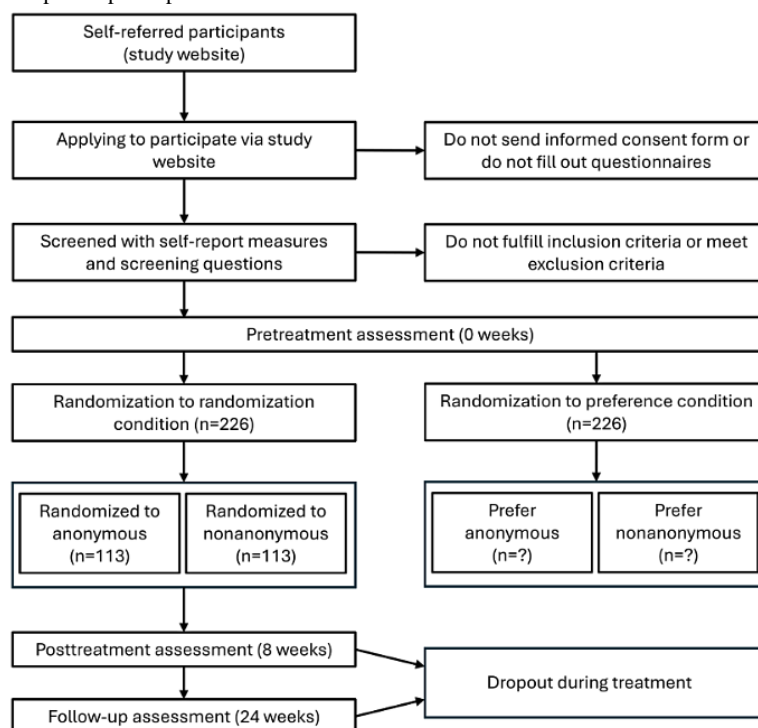 Self-referred participants
(study website)
Applying to participate via study
website
Do not send informed consent form or
do not fill out questionnaires
Screened with self-report measures
and screening questions
Do not fulfill inclusion criteria or meet
exclusion criteria
Pretreatment assessment (0 weeks)
Randomization to randomization
condition (n=226)
Randomization to preference condition
(n=226)
Randomized to
anonymous
(n=113)
Randomized to
nonanonymous
(n=113)
Prefer
anonymous
(n=?)
Prefer
nonanonymous
(n=?)
Posttreatment assessment (8 weeks)
Dropout during treatment
Follow-up assessment (24 weeks)